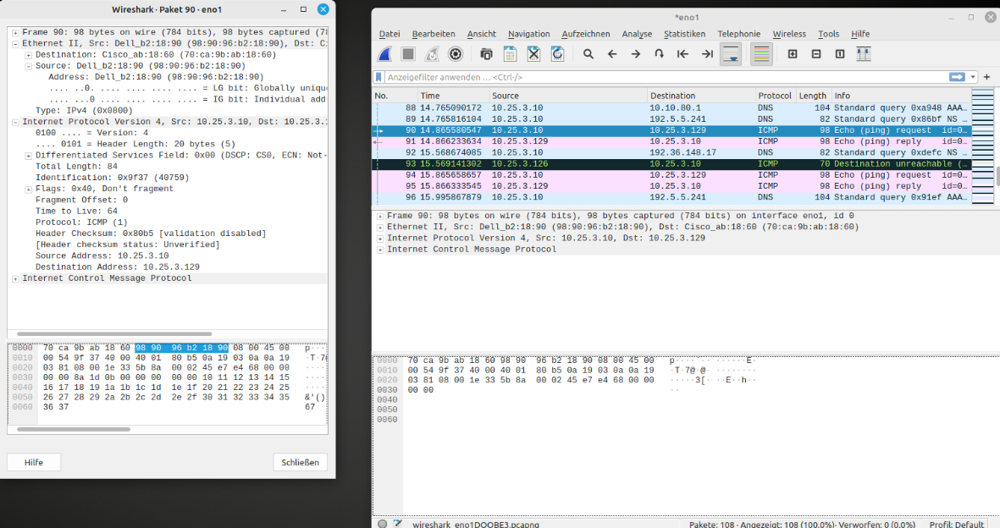 Wireshark · Paket 90 · eno1
Frame 90: 98 bytes on wire (784 bits), 98 bytes captured (78
Ethernet II, Src: Dell_b2:18:90 (98:90:96:b2:18:90), Dst: Ci
Destination: Cisco_ab:18:60 (70:ca:9b:ab:18:60)
Source: Dell_b2:18:90 (98:90:96:b2:18:90)
Address: Dell_b2:18:90 (98:90:96:b2:18:90)
.... ..0. .... .... .... .... = LG bit: Globally unique
.... ...0 .... .... .... .... = IG bit: Individual addr
Type: IPv4 (0x0800)
Internet Protocol Version 4, Src: 10.25.3.10, Dst: 10.25.3.1
0100 .... = Version: 4
.... 0101 = Header Length: 20 bytes (5)
Differentiated Services Field: 0x00 (DSCP: CS0, ECN: Not-
Total Length: 84
Identification: 0x9f37 (40759)
Flags: 0x40, Don't fragment
Fragment Offset: 0
Time to Live: 64
Protocol: ICMP (1)
Header Checksum: 0x80b5 [validation disabled]
[Header checksum status: Unverified]
Source Address: 10.25.3.10
Destination Address: 10.25.3.129
Internet Control Message Protocol
0000 70 ca 9b ab 18 60 98 90 96 b2 18 90 08 00 45 00 p···
0010 00 54 9f 37 40 00 40 01 80 b5 0a 19 03 0a 0a 19 ·T·7@
0020 03 81 08 00 1e 33 5b 8a 00 02 45 e7 e4 68 00 00 ····
0030 00 00 8a 1d 0b 00 00 00 00 00 10 11 12 13 14 15 ····
0040 16 17 18 19 1a 1b 1c 1d 1e 1f 20 21 22 23 24 25 ····
0050 26 27 28 29 2a 2b 2c 2d 2e 2f 30 31 32 33 34 35 &'()
0060 36 37 67
Hilfe
Schließen
*eno1
Datei Bearbeiten Ansicht Navigation Aufzeichnen Analyse Statistiken Telephonie Wireless Tools Hilfe
Anzeigefilter anwenden … <Ctrl-/>
No. Time Source Destination Protocol Length Info
88 14.765090172 10.25.3.10 10.10.80.1 DNS 104 Standard query 0xa948 AAA…
89 14.765816104 10.25.3.10 192.5.5.241 DNS 82 Standard query 0x86bf NS …
90 14.865580547 10.25.3.10 10.25.3.129 ICMP 98 Echo (ping) request id=0…
91 14.866233634 10.25.3.129 10.25.3.10 ICMP 98 Echo (ping) reply id=0…
92 15.568674085 10.25.3.10 192.36.148.17 DNS 82 Standard query 0xdefc NS …
93 15.569141302 10.25.3.126 10.25.3.10 ICMP 70 Destination unreachable (…
94 15.865658657 10.25.3.10 10.25.3.129 ICMP 98 Echo (ping) request id=0…
95 15.866333545 10.25.3.129 10.25.3.10 ICMP 98 Echo (ping) reply id=0…
96 15.995867879 10.25.3.10 192.5.5.241 DNS 104 Standard query 0x91ef AAA…
Frame 90: 98 bytes on wire (784 bits), 98 bytes captured (784 bits) on interface eno1, id 0
Ethernet II, Src: Dell_b2:18:90 (98:90:96:b2:18:90), Dst: Cisco_ab:18:60 (70:ca:9b:ab:18:60)
Internet Protocol Version 4, Src: 10.25.3.10, Dst: 10.25.3.129
Internet Control Message Protocol
0000 70 ca 9b ab 18 60 98 90 96 b2 18 90 08 00 45 00 p····`·· ······E·
0010 00 54 9f 37 40 00 40 01 80 b5 0a 19 03 0a 0a 19 ·T·7@·@· ········
0020 03 81 08 00 1e 33 5b 8a 00 02 45 e7 e4 68 00 00 ·····3[· ··E··h··
0030 00 00 ··
0040
0050
0060
wireshark_eno1DOOBE3.pcapng
Pakete: 108 · Angezeigt: 108 (100.0%) · Verworfen: 0 (0.0%)
Profil: Default